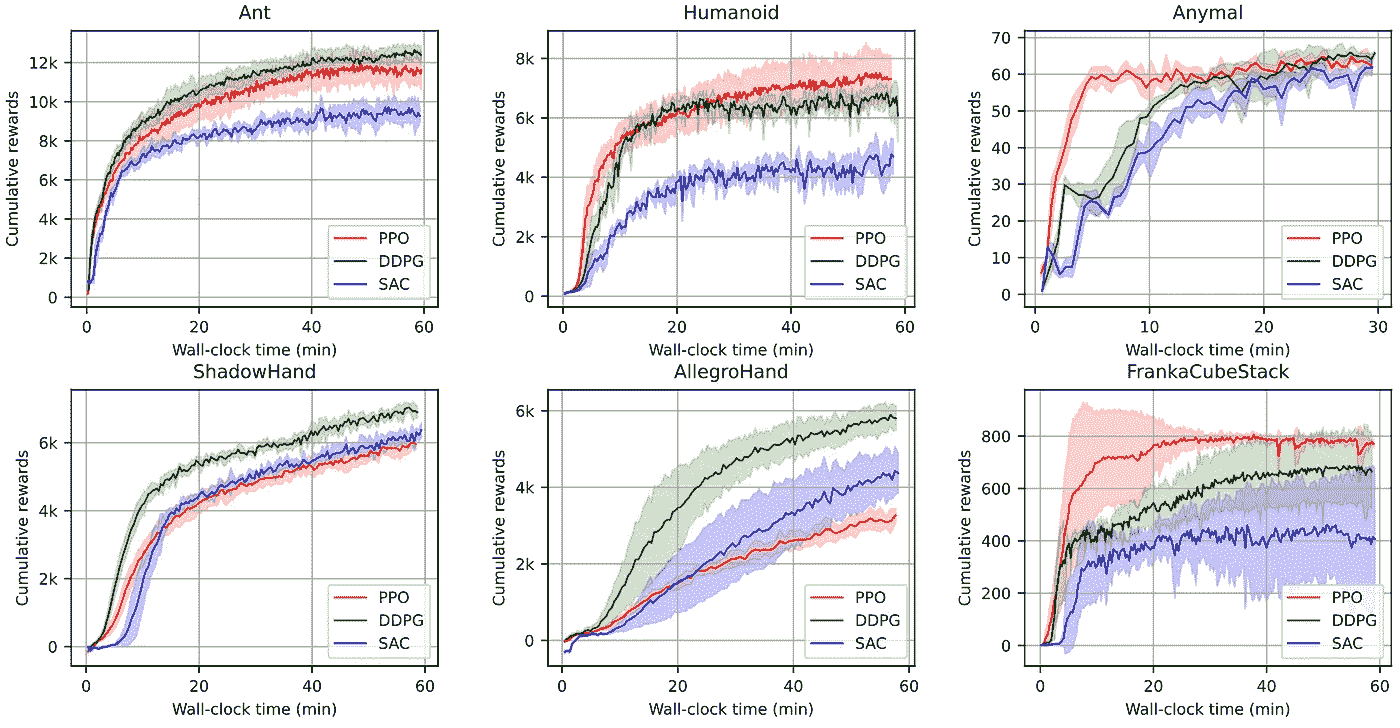 Ant
Cumulative rewards
12k
10k
8k
6k
4k
2k
0
0 20 40 60
Wall-clock time (min)
PPO
DDPG
SAC
Humanoid
Cumulative rewards
8k
6k
4k
2k
0
0 20 40 60
Wall-clock time (min)
PPO
DDPG
SAC
Anymal
Cumulative rewards
70
60
50
40
30
20
10
0
0 10 20 30
Wall-clock time (min)
PPO
DDPG
SAC
ShadowHand
Cumulative rewards
6k
4k
2k
0
0 20 40 60
Wall-clock time (min)
PPO
DDPG
SAC
AllegroHand
Cumulative rewards
6k
4k
2k
0
0 20 40 60
Wall-clock time (min)
PPO
DDPG
SAC
FrankaCubeStack
Cumulative rewards
800
600
400
200
0
0 20 40 60
Wall-clock time (min)
PPO
DDPG
SAC